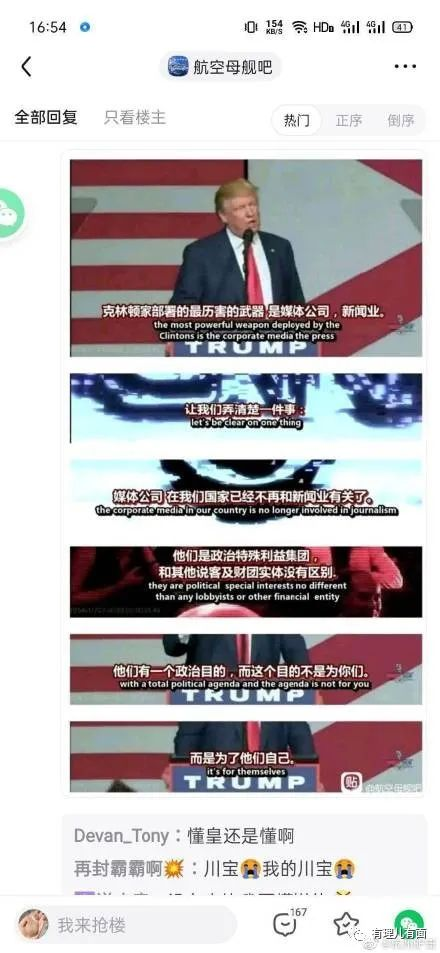 16:54
154
KB/S
HD
4G
4G
41
航空母舰吧
全部回复
只看楼主
热门
正序
倒序
克林顿家部署的最历害的武器 是媒体公司，新闻业。
the most powerful weapon deployed by the
Clintons is the corporate media the press
TRUMP
让我们弄清楚一件事：
let's be clear on one thing
媒体公司 在我们国家已经不再和新闻业有关了。
the corporate media in our country is no longer involved in journalism
他们是政治特殊利益集团，
和其他说客及财团实体没有区别.
they are political special interests no different
than any lobbyists or other financial entity
他们有一个政治目的，而这个目的不是为你们。
with a total political agenda and the agenda is not for you
TRUMP
而是为了他们自己。
it's for themselves
TRUMP
贴
@航空母舰吧
Devan_Tony：懂皇还是懂啊
再封霸霸啊💥：川宝😭我的川宝😭
我来抢楼
167
有理儿有面